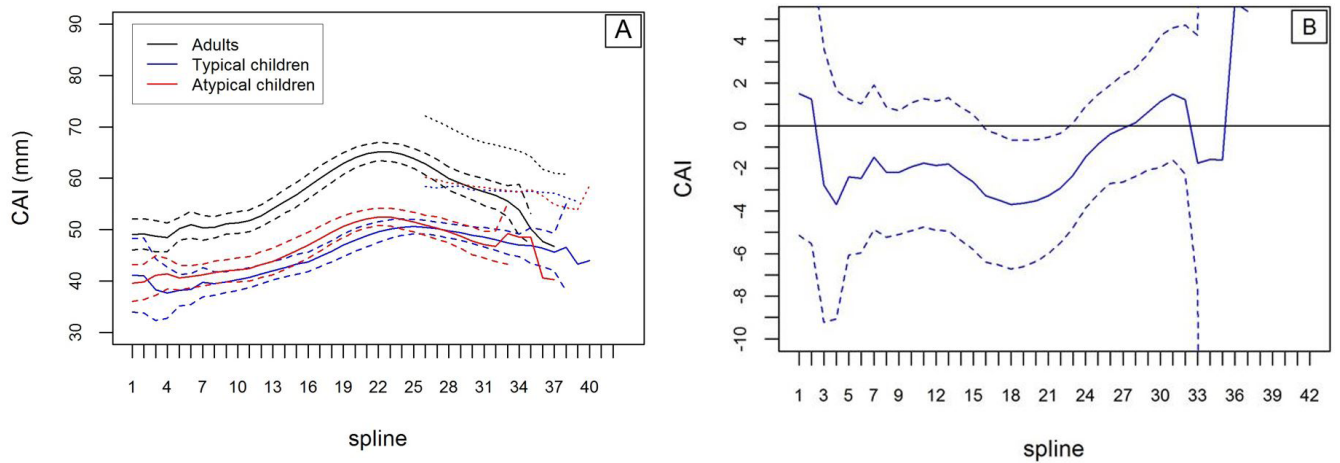 A
Adults
Typical children
Atypical children
90
80
70
60
50
40
30
CAI (mm)
1 4 7 10 13 16 19 22 25 28 31 34 37 40
spline
B
4
2
0
-2
-4
-6
-8
-10
CAI
1 3 5 7 9 12 15 18 21 24 27 30 33 36 39 42
spline